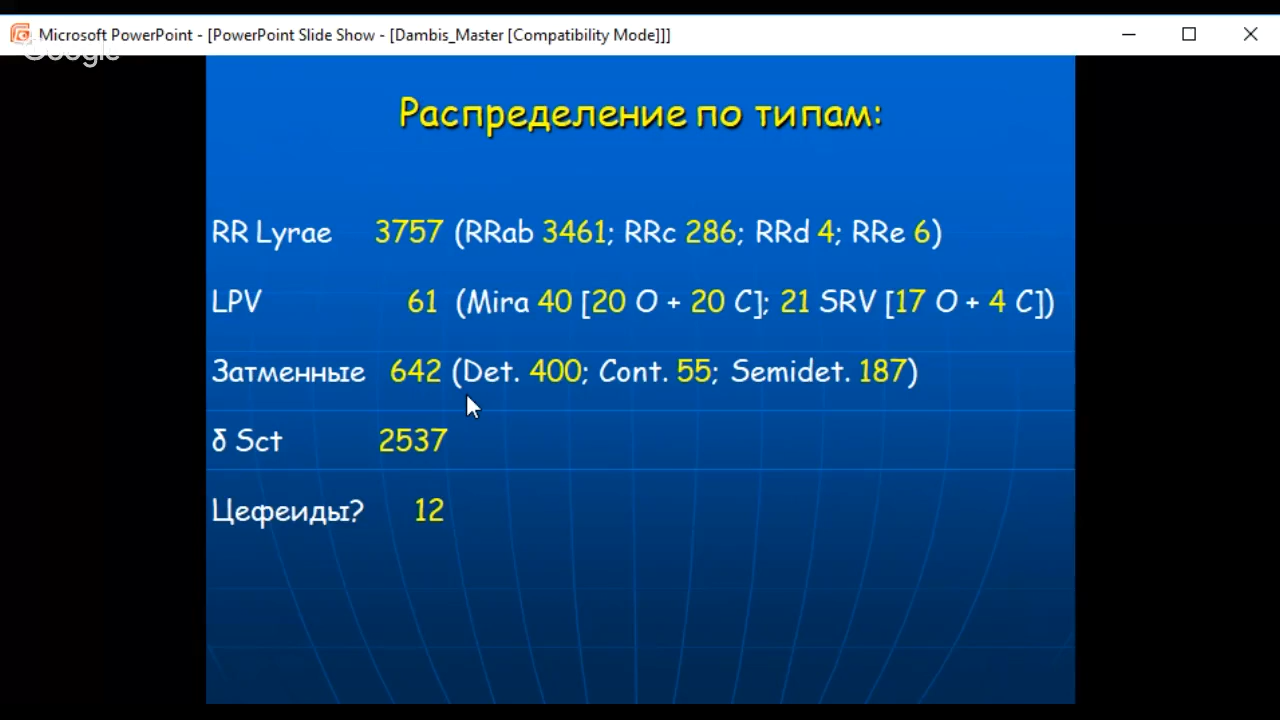 Microsoft PowerPoint - [PowerPoint Slide Show - [Dambis_Master [Compatibility Mode]]]
Google
Распределение по типам:
RR Lyrae 3757 (RRab 3461; RRc 286; RRd 4; RRe 6)
LPV 61 (Mira 40 [20 O + 20 C]; 21 SRV [17 O + 4 C])
Затменные 642 (Det. 400; Cont. 55; Semidet. 187)
δ Sct 2537
Цефеиды? 12